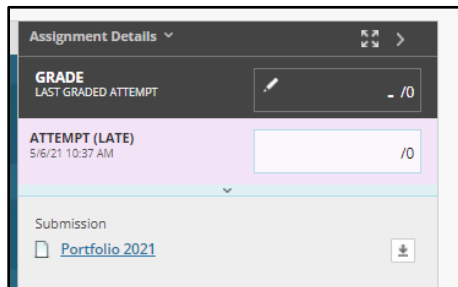 Assignment Details
GRADE
LAST GRADED ATTEMPT
- /0
ATTEMPT (LATE)
5/6/21 10:37 AM
/0
Submission
Portfolio 2021